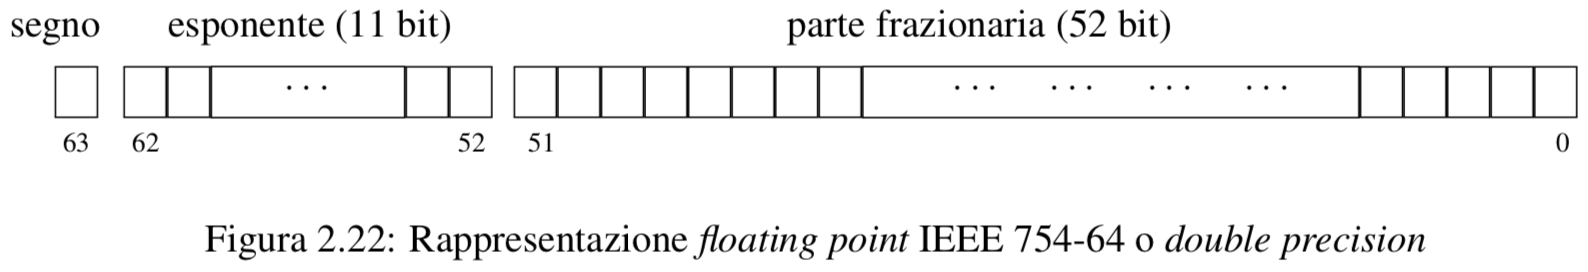 segno esponente (11 bit) parte frazionaria (52 bit)
... ... ... ... ...
63 62 52 51 0
Figura 2.22: Rappresentazione floating point IEEE 754-64 o double precision